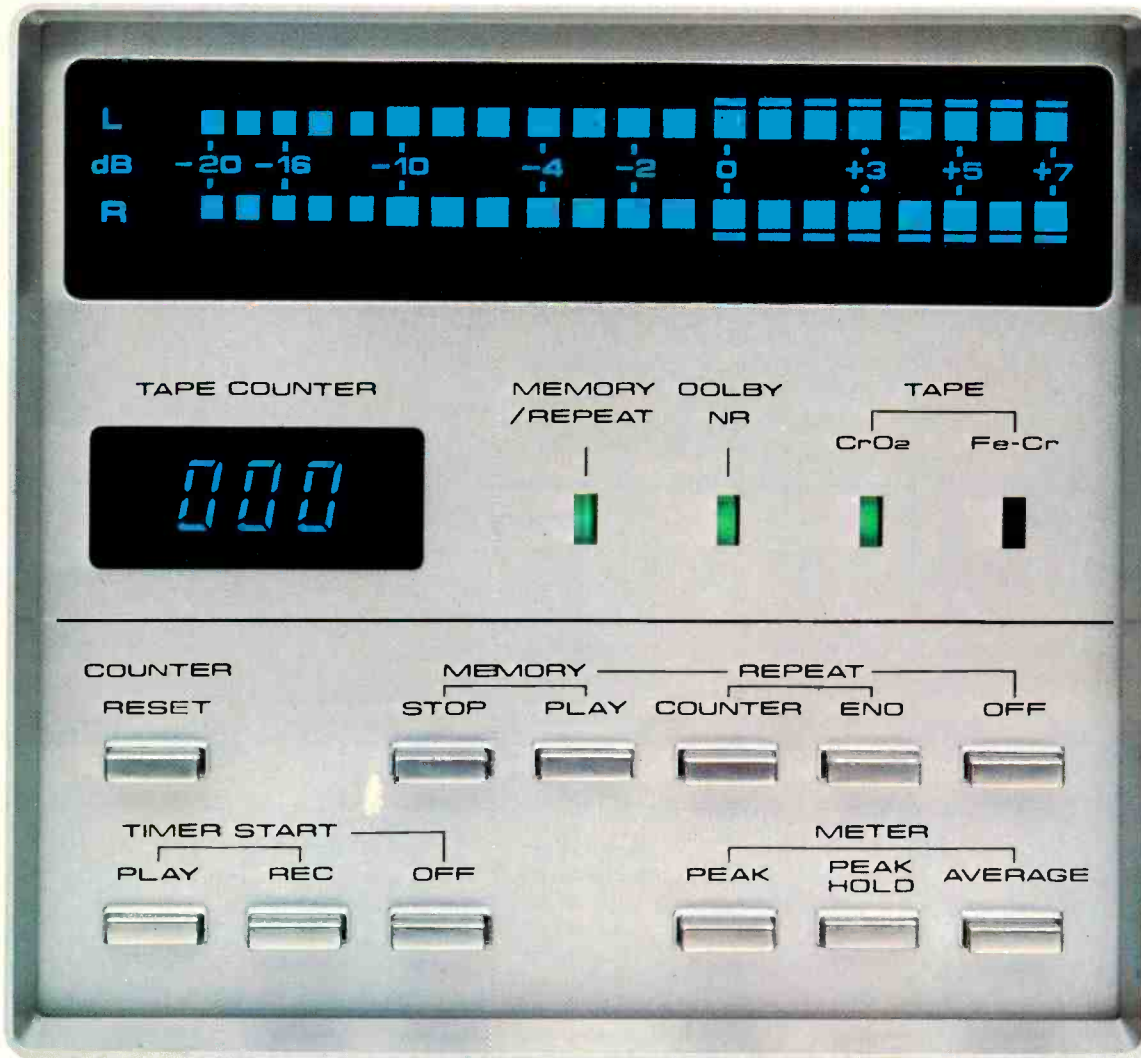 L
dB -20 -16 -10 -4 -2 0 +3 +5 +7
R
TAPE COUNTER
MEMORY
/REPEAT
DOLBY
NR
TAPE
CrO2 Fe-Cr
000
COUNTER
RESET
MEMORY REPEAT
STOP PLAY COUNTER END OFF
TIMER START
PLAY REC OFF
METER
PEAK
PEAK
HOLD
AVERAGE